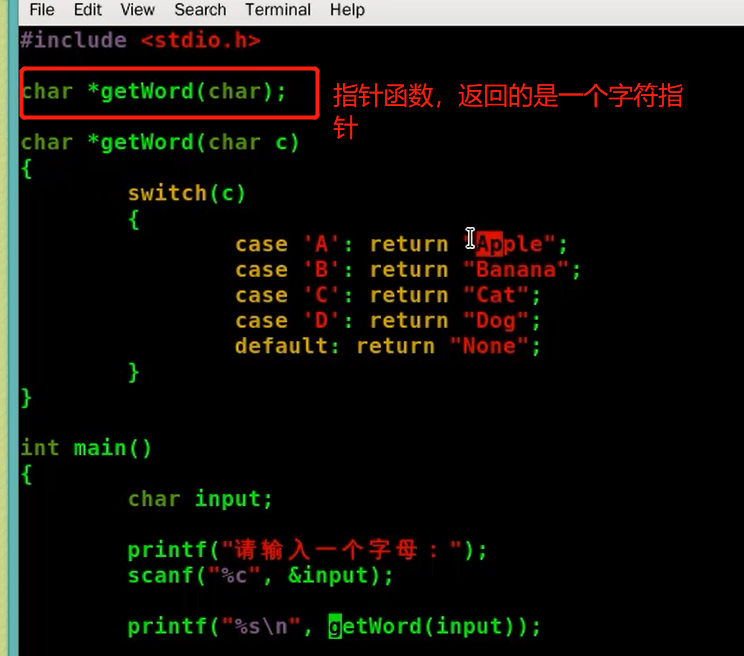 File Edit View Search Terminal Help
#include <stdio.h>
char *getWord(char);
指针函数，返回的是一个字符指
针
char *getWord(char c)
{
switch(c)
{
case 'A': return "Apple";
case 'B': return "Banana";
case 'C': return "Cat";
case 'D': return "Dog";
default: return "None";
}
}
int main()
{
char input;
printf("请输入一个字母：");
scanf("%c", &input);
printf("%s\n", getWord(input));